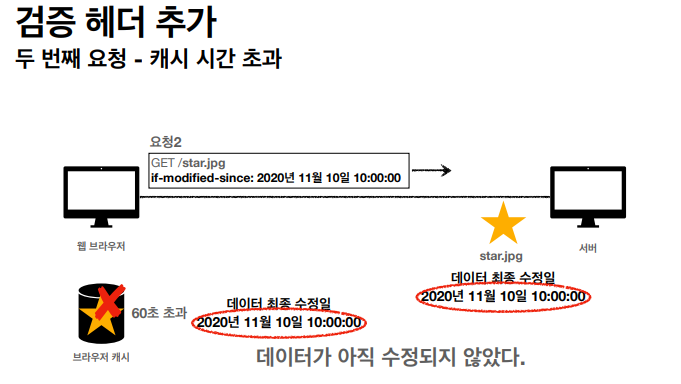 검증 헤더 추가
두 번째 요청 - 캐시 시간 초과
요청2
GET /star.jpg
if-modified-since: 2020년 11월 10일 10:00:00
웹 브라우저
star.jpg
서버
데이터 최종 수정일
2020년 11월 10일 10:00:00
60초 초과
데이터 최종 수정일
2020년 11월 10일 10:00:00
브라우저 캐시
데이터가 아직 수정되지 않았다.